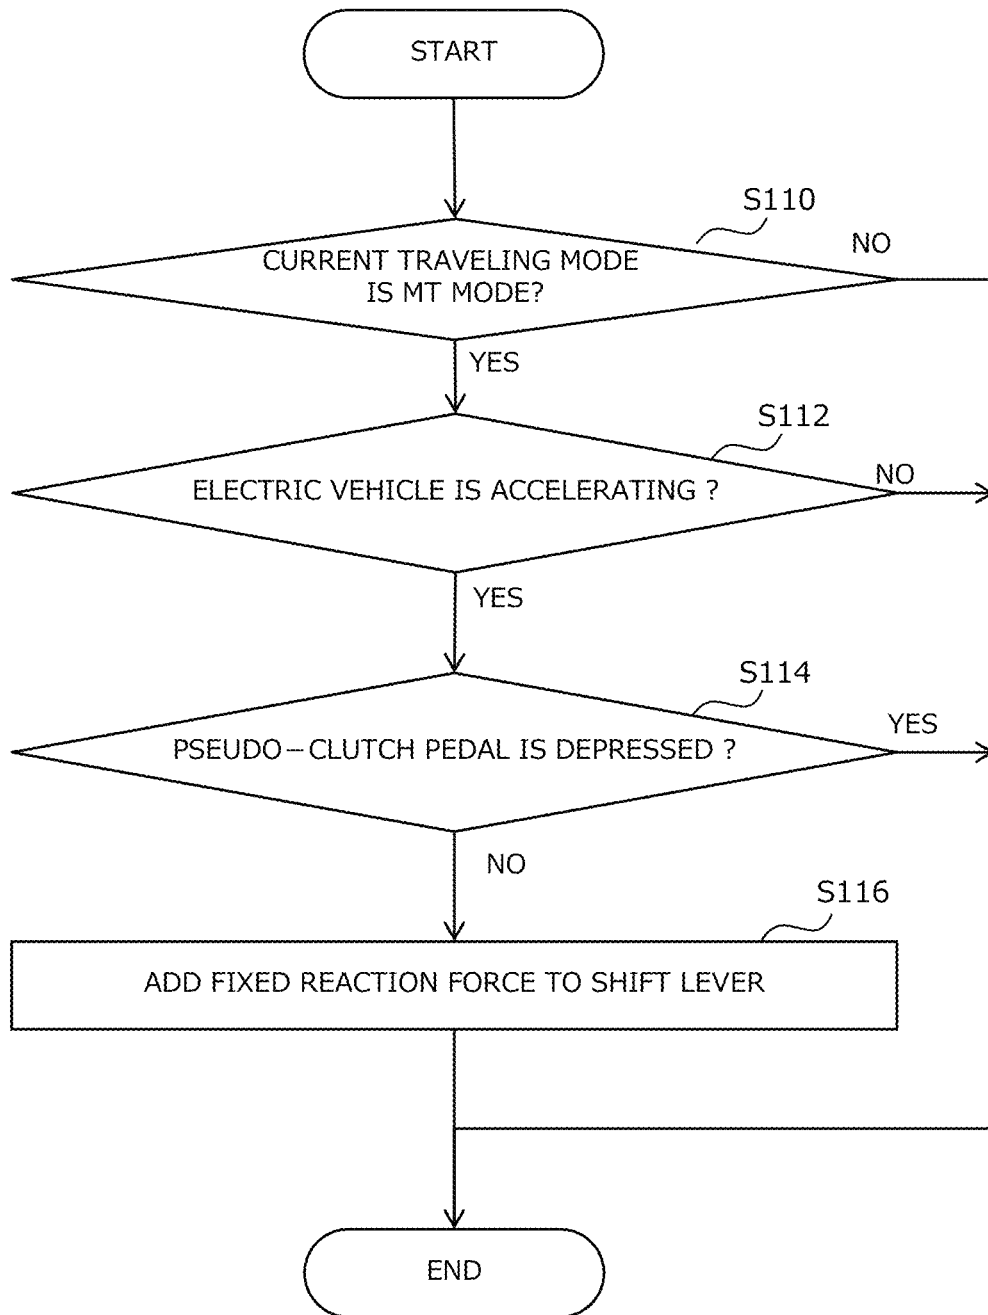 START
S110
NO
CURRENT TRAVELING MODE
IS MT MODE?
YES
S112
NO
ELECTRIC VEHICLE IS ACCELERATING ?
YES
S114
YES
PSEUDO-CLUTCH PEDAL IS DEPRESSED ?
NO
S116
ADD FIXED REACTION FORCE TO SHIFT LEVER
END